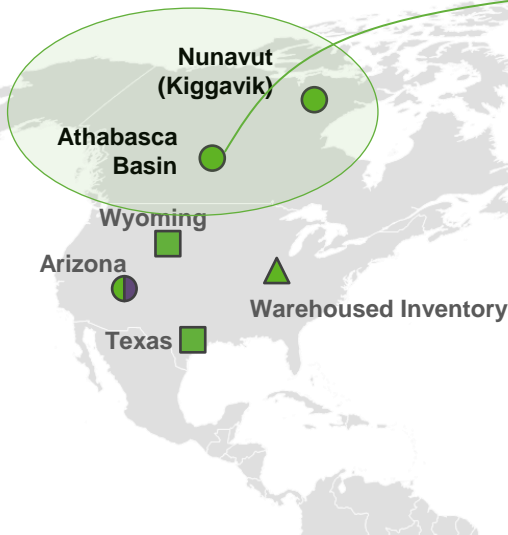 Nunavut
(Kiggavik)
Athabasca
Basin
Wyoming
Arizona
Warehoused Inventory
Texas